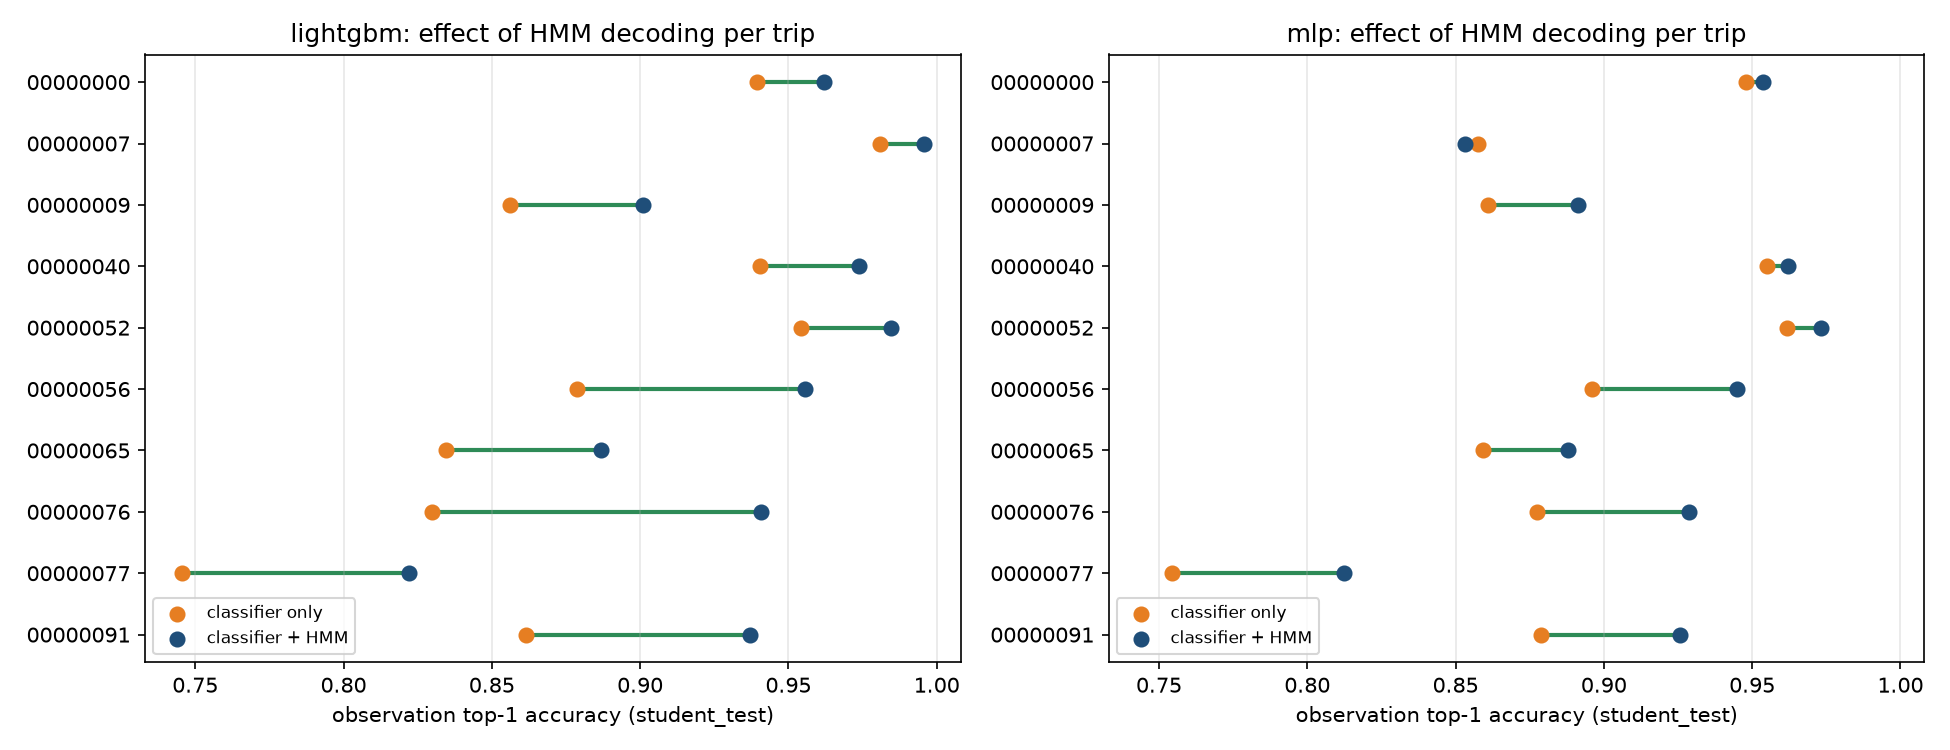 lightgbm: effect of HMM decoding per trip
00000000
00000007
00000009
00000040
00000052
00000056
00000065
00000076
00000077
00000091
classifier only
classifier + HMM
0.75 0.80 0.85 0.90 0.95 1.00
observation top-1 accuracy (student_test)
mlp: effect of HMM decoding per trip
00000000
00000007
00000009
00000040
00000052
00000056
00000065
00000076
00000077
00000091
classifier only
classifier + HMM
0.75 0.80 0.85 0.90 0.95 1.00
observation top-1 accuracy (student_test)